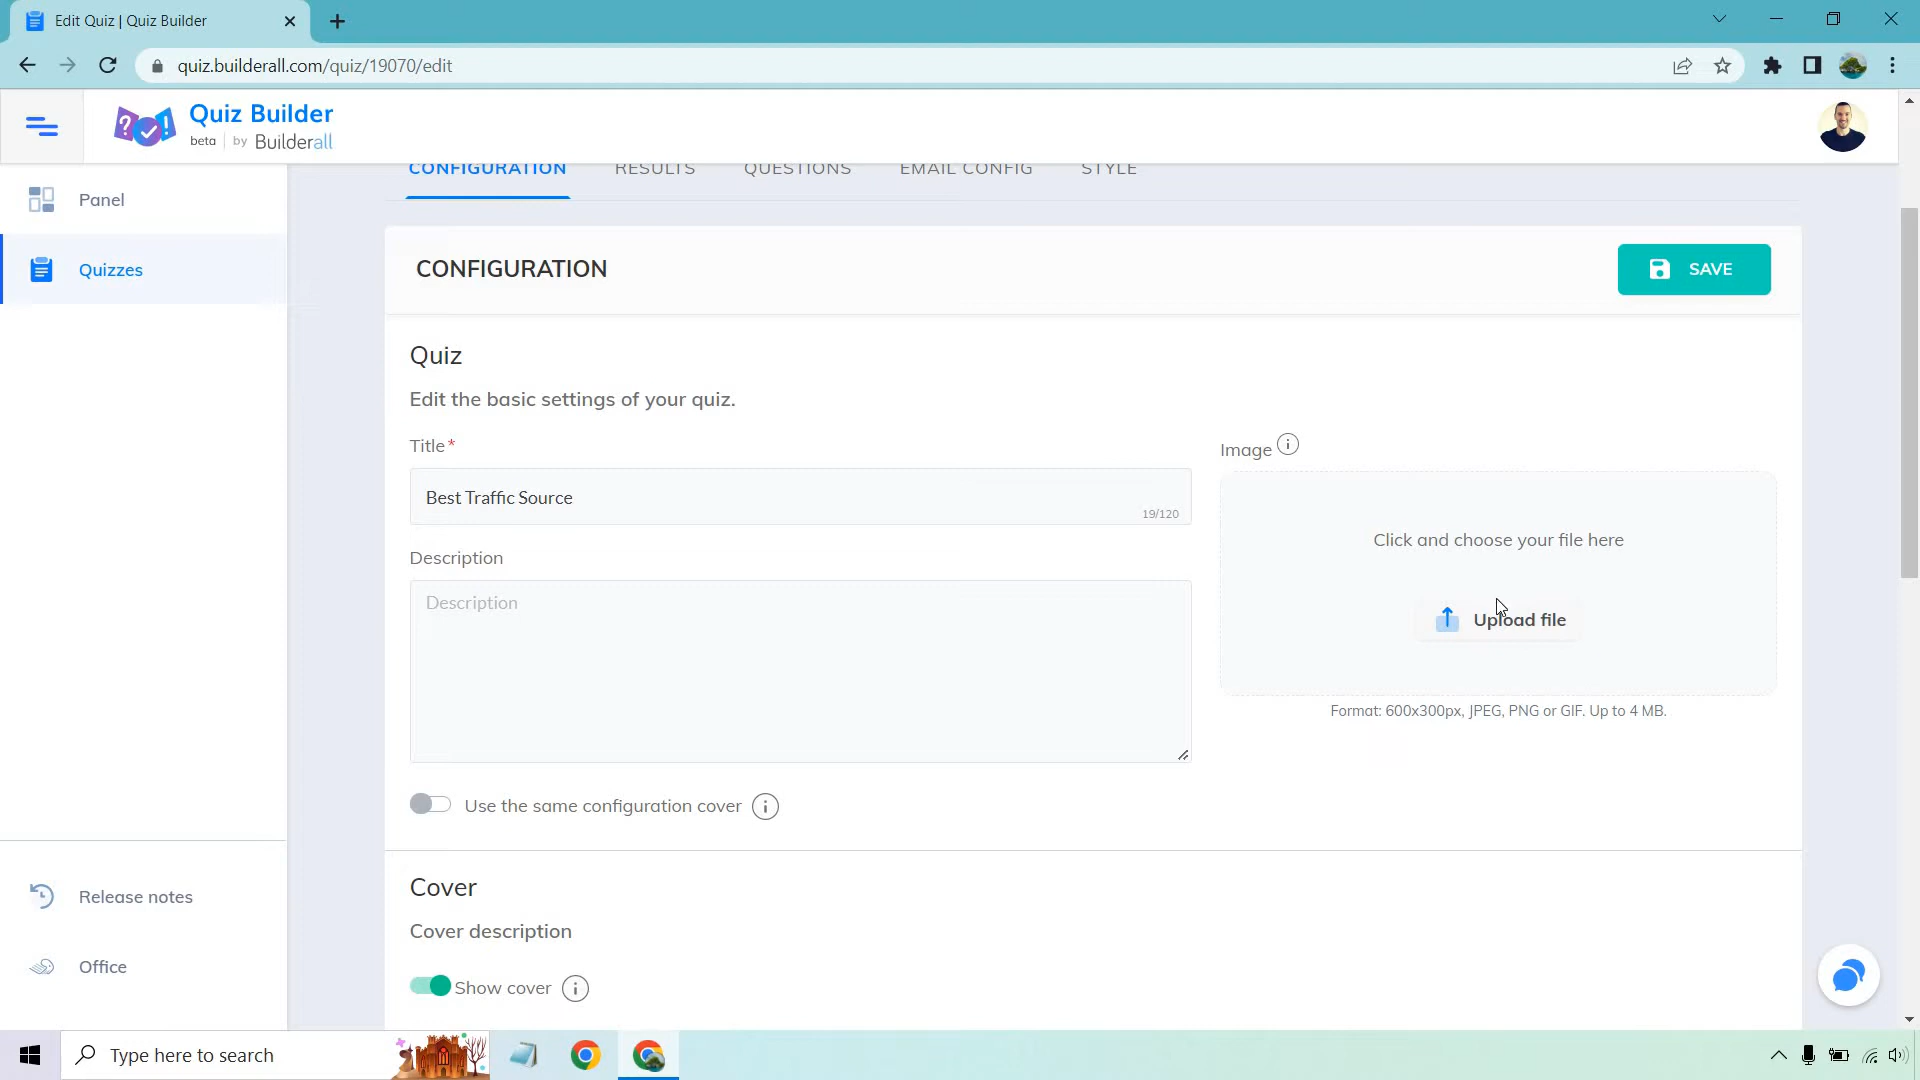 Edit Quiz | Quiz Builder
quiz.builderall.com/quiz/19070/edit
Quiz Builder
beta | by Builderall
Panel
Quizzes
Release notes
Office
CONFIGURATION RESULTS QUESTIONS EMAIL CONFIG STYLE
CONFIGURATION
SAVE
Quiz
Edit the basic settings of your quiz.
Title*
Best Traffic Source
19/120
Description
Description
Image
Click and choose your file here
Upload file
Format: 600x300px, JPEG, PNG or GIF. Up to 4 MB.
Use the same configuration cover
Cover
Cover description
Show cover
Type here to search